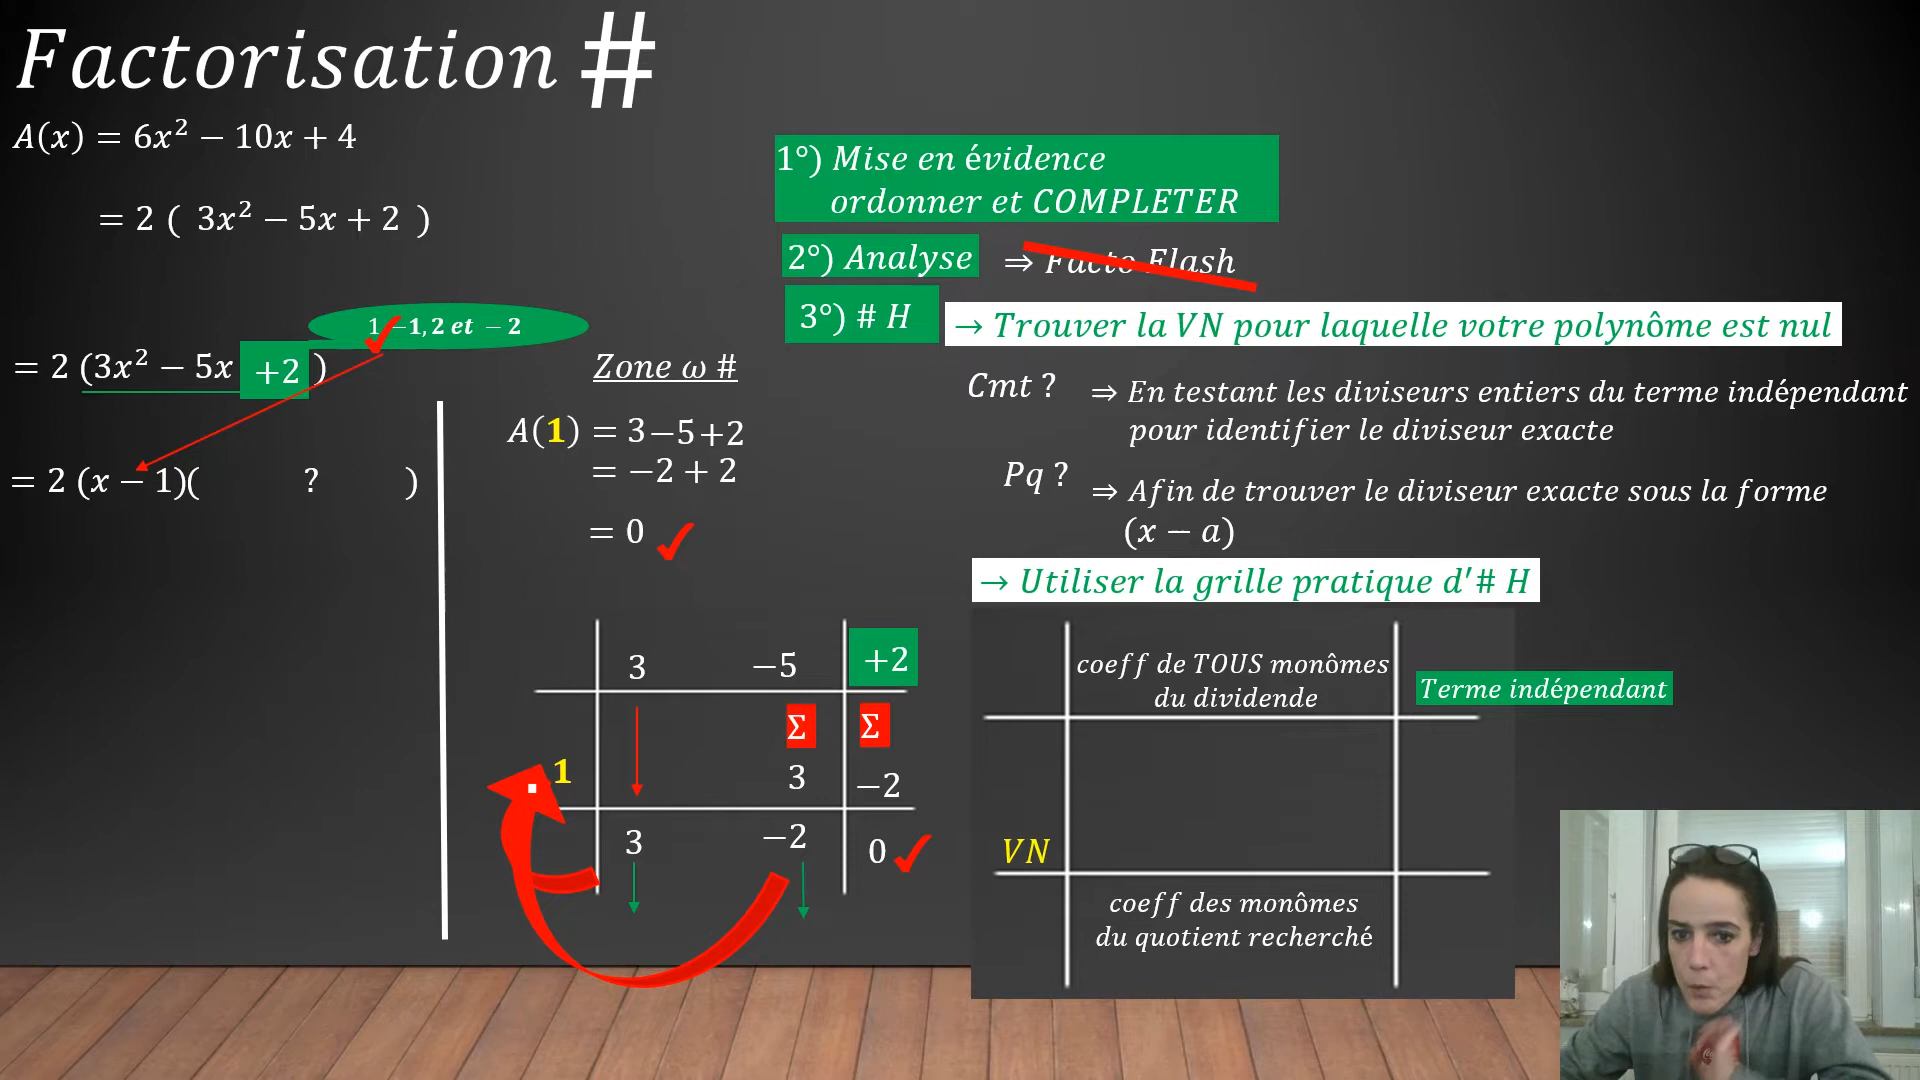 Factorisation #
A(x) = 6x² − 10x + 4
= 2 ( 3x² − 5x + 2 )
1, −1, 2 et − 2
= 2 (3x² − 5x +2 )
= 2 (x − 1)( ? )
Zone ω #
A(1) = 3−5+2
= −2 + 2
= 0
3 −5 +2
Σ Σ
. 1 3 −2
3 −2 0
1°) Mise en évidence
ordonner et COMPLETER
2°) Analyse ⇒ Facto Flash
3°) # H → Trouver la VN pour laquelle votre polynôme est nul
Cmt ? ⇒ En testant les diviseurs entiers du terme indépendant
pour identifier le diviseur exacte
Pq ? ⇒ Afin de trouver le diviseur exacte sous la forme
(x − a)
→ Utiliser la grille pratique d'# H
coeff de TOUS monômes
du dividende
Terme indépendant
VN
coeff des monômes
du quotient recherché